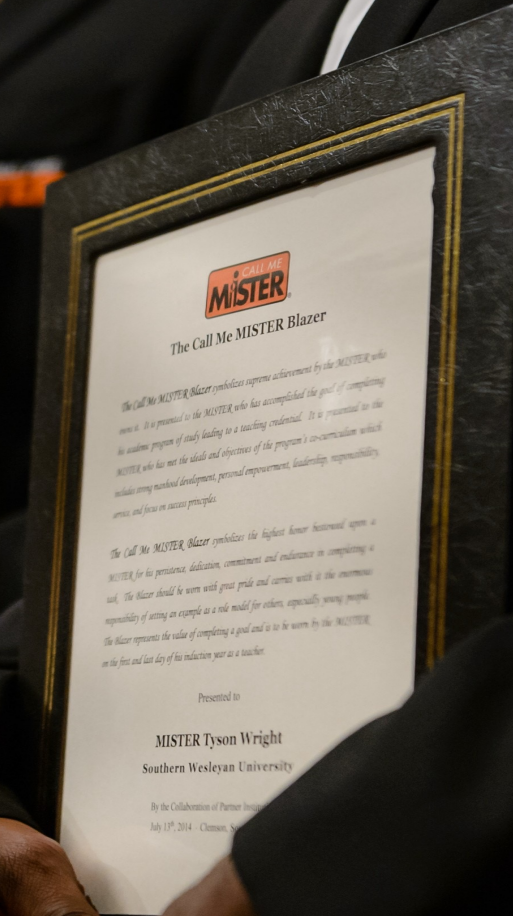 CALL ME
MiSTER®
The Call Me MISTER Blazer
The Call Me MISTER Blazer symbolizes supreme achievement by the MISTER who
owns it. It is presented to the MISTER who has accomplished the goal of completing
his academic program of study leading to a teaching credential. It is presented to the
MISTER who has met the ideals and objectives of the program's co-curriculum which
includes strong manhood development, personal empowerment, leadership, responsibility,
service, and focus on success principles.
The Call Me MISTER Blazer symbolizes the highest honor bestowed upon a
MISTER for his persistence, dedication, commitment and endurance in completing a
task. The Blazer should be worn with great pride and carries with it the enormous
responsibility of setting an example as a role model for others, especially young people.
The Blazer represents the value of completing a goal and is to be worn by the MISTER
on the first and last day of his induction year as a teacher.
Presented to
MISTER Tyson Wright
Southern Wesleyan University
By the Collaboration of Partner
July 13th, 2014 Clemson,